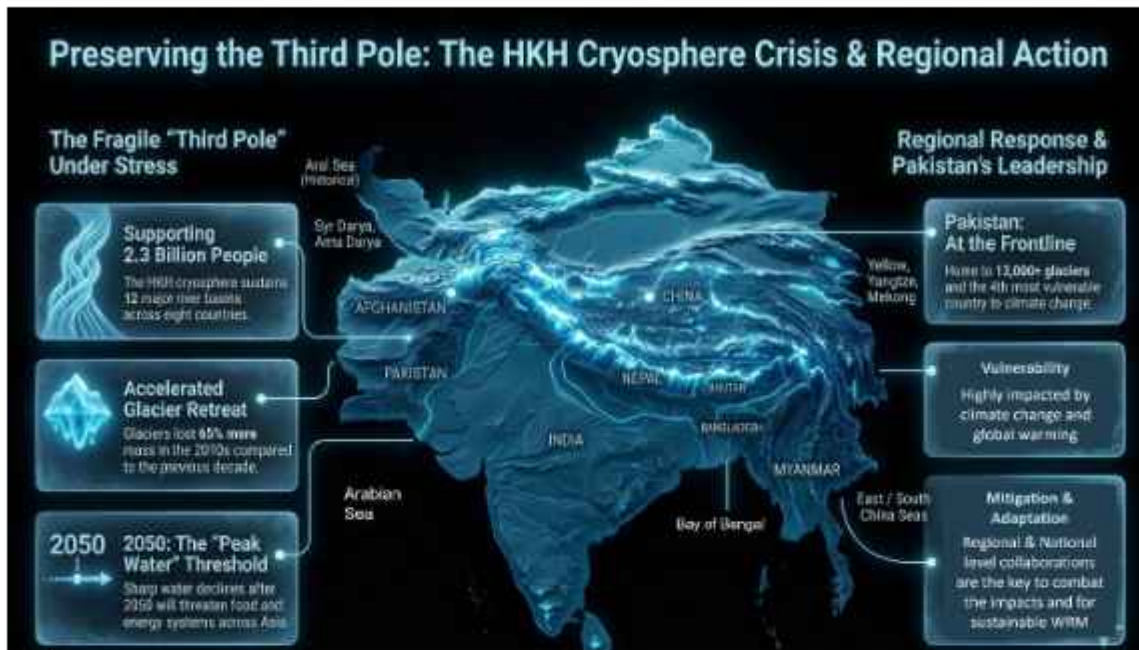 Preserving the Third Pole: The HKH Cryosphere Crisis & Regional Action
The Fragile "Third Pole"
Under Stress
Supporting
2.3 Billion People
The HKH cryosphere sustains
12 major river basins
across eight countries.
Accelerated
Glacier Retreat
Glaciers lost 65% more
mass in the 2010s compared
to the previous decade.
2050
2050: The "Peak
Water" Threshold
Sharp water declines after
2050 will threaten food and
energy systems across Asia
Aral Sea
(Historical)
Syr Darya,
Amu Darya
AFGHANISTAN
PAKISTAN
INDIA
CHINA
NEPAL
BHUTAN
BANGLADESH
MYANMAR
Arabian
Sea
Bay of Bengal
East / South
China Seas
Yellow,
Yangtze,
Mekong
Regional Response &
Pakistan's Leadership
Pakistan:
At the Frontline
Home to 13,000+ glaciers
and the 4th most vulnerable
country to climate change.
Vulnerability
Highly impacted by
climate change and
global warming
Mitigation &
Adaptation
Regional & National
level collaborations
are the key to combat
the impacts and for
sustainable WRM